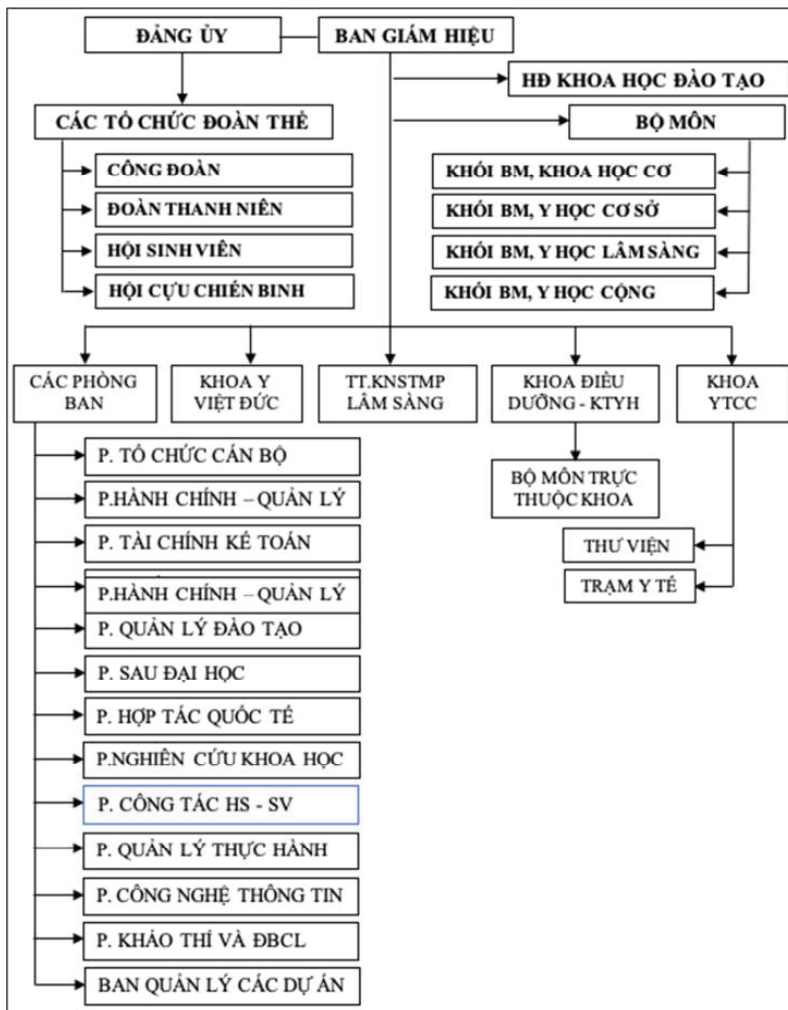 ĐẢNG ỦY
BAN GIÁM HIỆU
HĐ KHOA HỌC ĐÀO TẠO
CÁC TỔ CHỨC ĐOÀN THỂ
BỘ MÔN
CÔNG ĐOÀN
ĐOÀN THANH NIÊN
HỘI SINH VIÊN
HỘI CỰU CHIẾN BINH
KHỐI BM, KHOA HỌC CƠ
KHỐI BM, Y HỌC CƠ SỞ
KHỐI BM, Y HỌC LÂM SÀNG
KHỐI BM, Y HỌC CỘNG
CÁC PHÒNG
BAN
KHOA Y
VIỆT ĐỨC
TT.KNSTMP
LÂM SÀNG
KHOA ĐIỀU
DƯỠNG - KTYH
KHOA
YTCC
BỘ MÔN TRỰC
THUỘC KHOA
THƯ VIỆN
TRẠM Y TẾ
P. TỔ CHỨC CÁN BỘ
P.HÀNH CHÍNH – QUẢN LÝ
P. TÀI CHÍNH KẾ TOÁN
P.HÀNH CHÍNH – QUẢN LÝ
P. QUẢN LÝ ĐÀO TẠO
P. SAU ĐẠI HỌC
P. HỢP TÁC QUỐC TẾ
P.NGHIÊN CỨU KHOA HỌC
P. CÔNG TÁC HS - SV
P. QUẢN LÝ THỰC HÀNH
P. CÔNG NGHỆ THÔNG TIN
P. KHẢO THÍ VÀ ĐBCL
BAN QUẢN LÝ CÁC DỰ ÁN